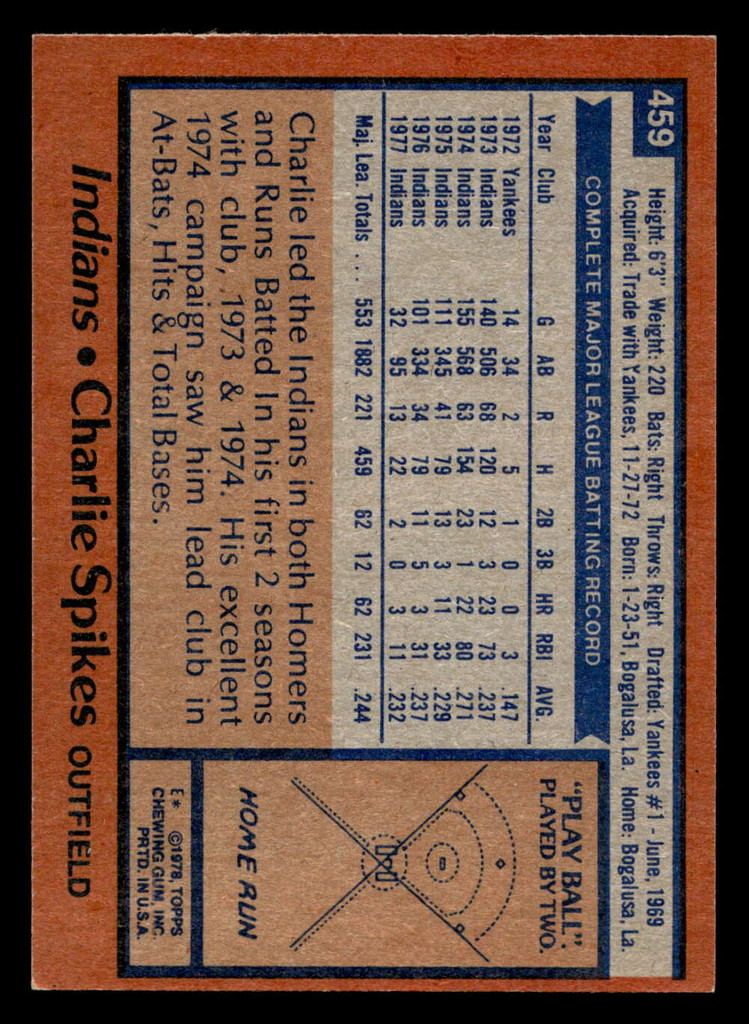 459
Height: 6'3" Weight: 220 Bats: Right Throws: Right Drafted: Yankees #1 - June, 1969
Acquired: Trade with Yankees, 11-27-72 Born: 1-23-51, Bogalusa, La. Home: Bogalusa, La.
COMPLETE MAJOR LEAGUE BATTING RECORD
Year Club G AB R H 2B 3B HR RBI AVG.
1972 Yankees 14 34 2 5 1 0 0 3 .147
1973 Indians 140 506 68 120 12 3 23 73 .237
1974 Indians 155 568 63 154 23 1 22 80 .271
1975 Indians 111 345 41 79 13 3 11 33 .229
1976 Indians 101 334 34 79 11 5 3 31 .237
1977 Indians 32 95 13 22 2 0 3 11 .232
Maj. Lea. Totals . . . 553 1882 221 459 62 12 62 231 .244
Charlie led the Indians in both Homers
and Runs Batted In his first 2 seasons
with club, 1973 & 1974. His excellent
1974 campaign saw him lead club in
At-Bats, Hits & Total Bases.
"PLAY BALL".
PLAYED BY TWO.
HOME RUN
E* ©1978, TOPPS
CHEWING GUM, INC.
PRTD. IN U.S.A.
Indians • Charlie Spikes OUTFIELD